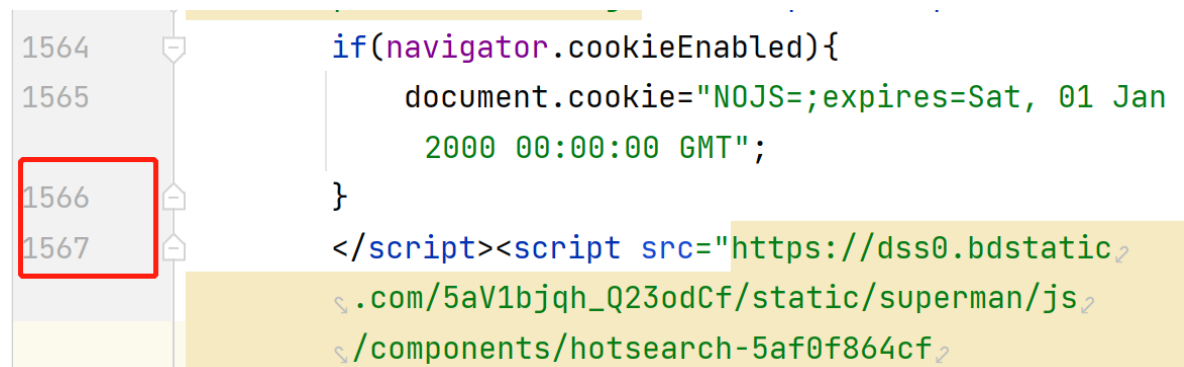 1564 if(navigator.cookieEnabled){
1565 document.cookie="NOJS=;expires=Sat, 01 Jan
2000 00:00:00 GMT";
1566 }
1567 </script><script src="https://dss0.bdstatic
.com/5aV1bjqh_Q23odCf/static/superman/js
/components/hotsearch-5af0f864cf